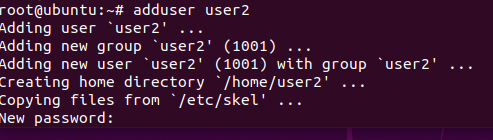 root@ubuntu:~# adduser user2
Adding user `user2' ...
Adding new group `user2' (1001) ...
Adding new user `user2' (1001) with group `user2' ...
Creating home directory `/home/user2' ...
Copying files from `/etc/skel' ...
New password: